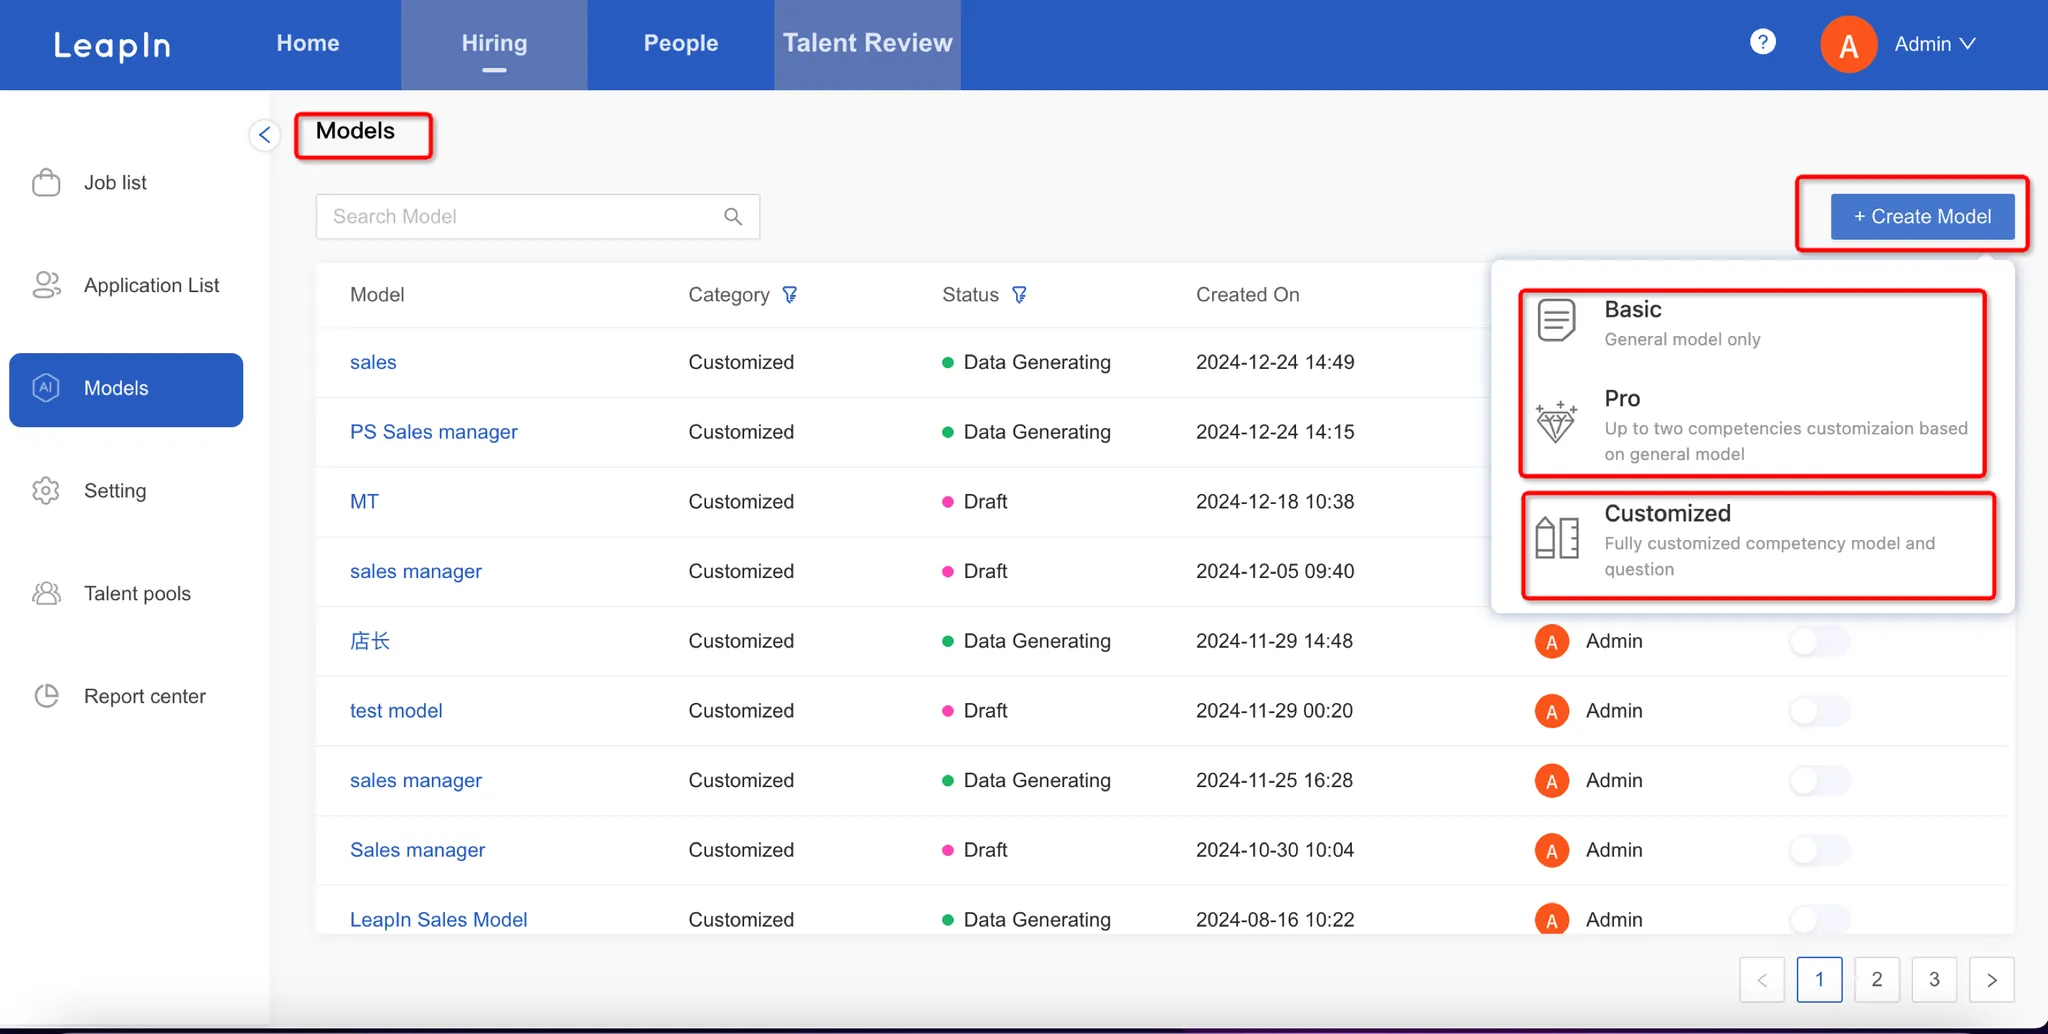 LeapIn
Home
Hiring
People
Talent Review
?
A
Admin
Models
Job list
Application List
AI
Models
Setting
Talent pools
Report center
Search Model
+ Create Model
Model
Category
Status
Created On
sales
Customized
Data Generating
2024-12-24 14:49
PS Sales manager
Customized
Data Generating
2024-12-24 14:15
MT
Customized
Draft
2024-12-18 10:38
sales manager
Customized
Draft
2024-12-05 09:40
Basic
General model only
Pro
Up to two competencies customizaion based
on general model
Customized
Fully customized competency model and
question
店长
Customized
Data Generating
2024-11-29 14:48
A
Admin
test model
Customized
Draft
2024-11-29 00:20
A
Admin
sales manager
Customized
Data Generating
2024-11-25 16:28
A
Admin
Sales manager
Customized
Draft
2024-10-30 10:04
A
Admin
LeapIn Sales Model
Customized
Data Generating
2024-08-16 10:22
A
Admin
<
1
2
3
>